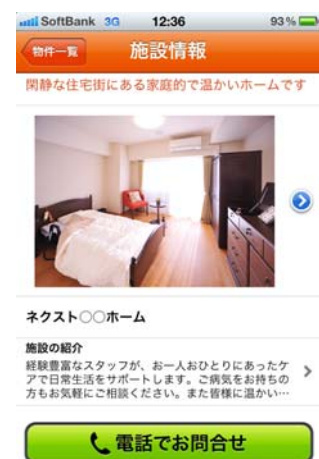 SoftBank 3G 12:36 93%
物件一覧 施設情報
閑静な住宅街にある家庭的で温かいホームです
ネクスト○○ホーム
施設の紹介
経験豊富なスタッフが、お一人おひとりにあったケ
アで日常生活をサポートします。ご病気をお持ちの
方もお気軽にご相談ください。また皆様に温かい…
電話でお問合せ